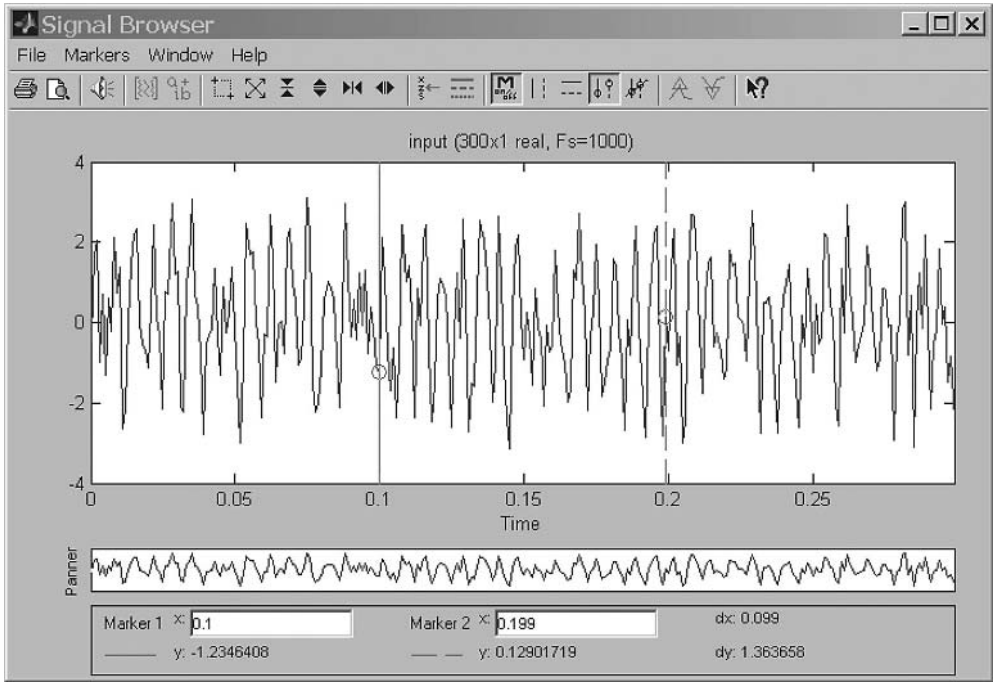 Signal Browser
File Markers Window Help
input (300x1 real, Fs=1000)
4
2
0
-2
-4
0 0.05 0.1 0.15 0.2 0.25
Time
Panner
Marker 1 x: 0.1 Marker 2 x: 0.199 dx: 0.099
y: -1.2346408 y: 0.12901719 dy: 1.363658